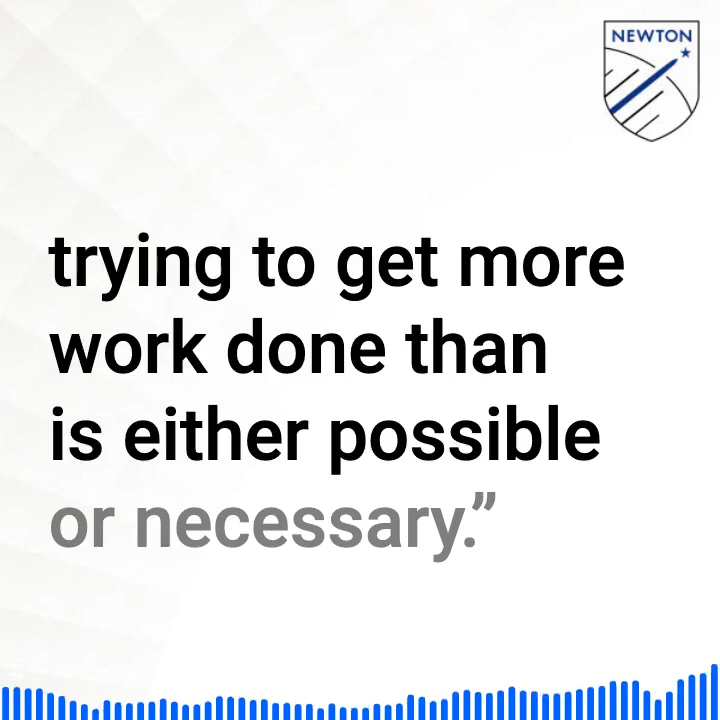 NEWTON
trying to get more
work done than
is either possible
or necessary.”